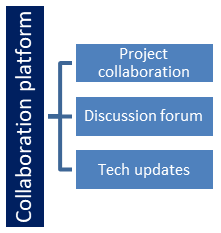 Collaboration platform
Project
collaboration
Discussion forum
Tech updates